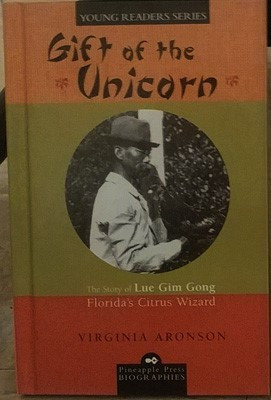 YOUNG READERS SERIES
Gift of the
Unicorn
The Story of Lue Gim Gong
Florida's Citrus Wizard
VIRGINIA ARONSON
Pineapple Press
BIOGRAPHIES